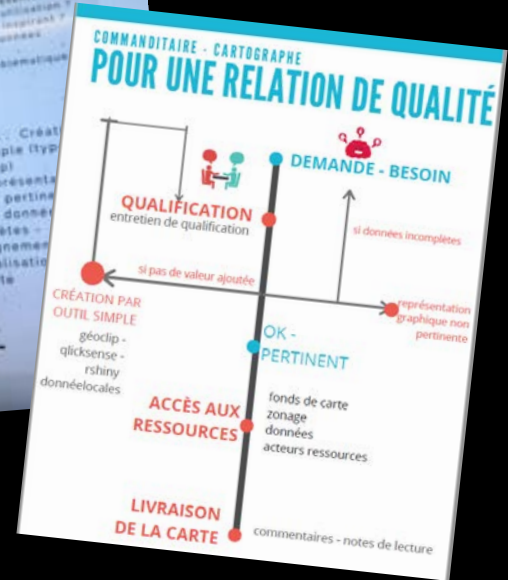 COMMANDITAIRE - CARTOGRAPHE
POUR UNE RELATION DE QUALITÉ
DEMANDE - BESOIN
QUALIFICATION
entretien de qualification
si données incomplètes
si pas de valeur ajoutée
représentation
graphique non
pertinente
CRÉATION PAR
OUTIL SIMPLE
géoclip -
qlicksense -
rshiny
donnéelocales
OK -
PERTINENT
ACCÈS AUX
RESSOURCES
fonds de carte
zonage
données
acteurs ressources
LIVRAISON
DE LA CARTE
commentaires - notes de lecture